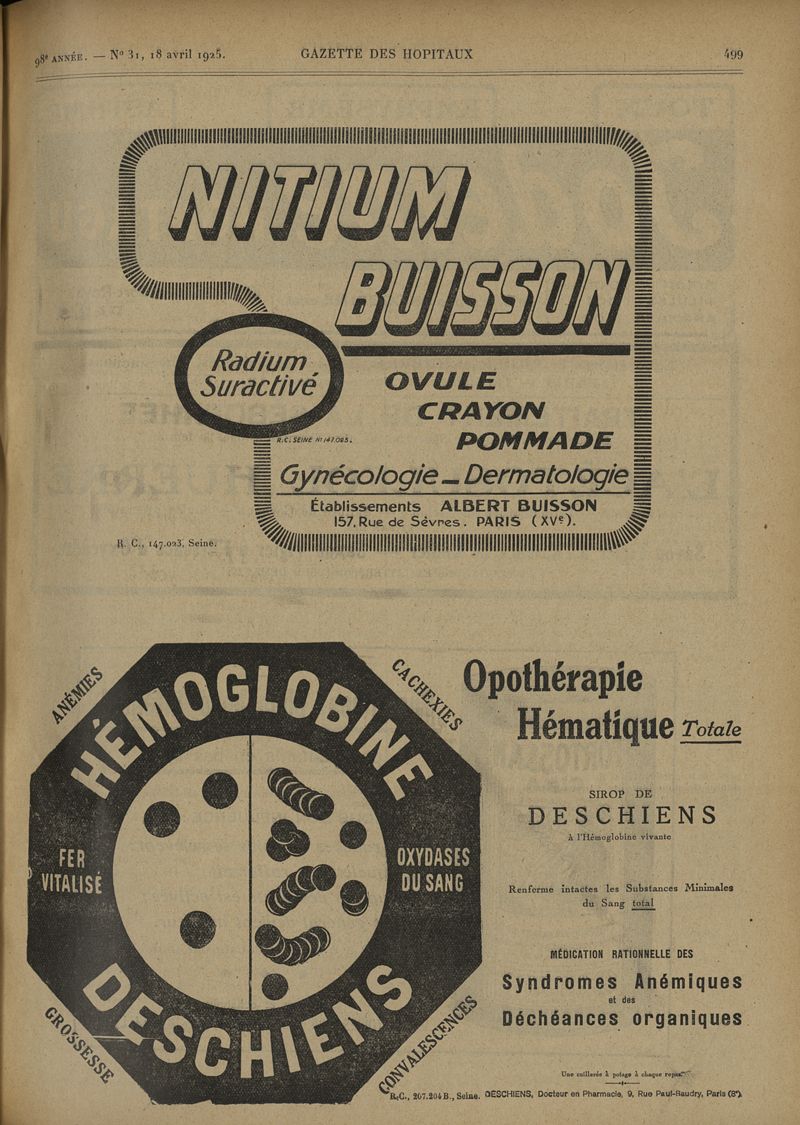 98e ANNÉE. — No 31, 18 avril 1925.
GAZETTE DES HOPITAUX
499
NITIUM
BUISSON
Radium
Suractivé
OVULE
CRAYON
POMMADE
R.C. SEINE No 147.023.
Gynécologie — Dermatologie
Établissements ALBERT BUISSON
157, Rue de Sèvres. PARIS (XVe).
R. C., 147.023, Seine.
ANÉMIES
CACHEXIES
HÉMOGLOBINE
FER
VITALISÉ
OXYDASES
DU SANG
DESCHIENS
GROSSESSE
CONVALESCENCES
Opothérapie
Hématique Totale
SIROP DE
DESCHIENS
à l'Hémoglobine vivante
Renferme intactes les Substances Minimales
du Sang total
MÉDICATION RATIONNELLE DES
Syndromes Anémiques
et des
Déchéances organiques
Une cuillerée à potage à chaque repas.
R.C., 207.204 B., Seine. DESCHIENS, Docteur en Pharmacie, 9, Rue Paul-Baudry, Paris (8e).